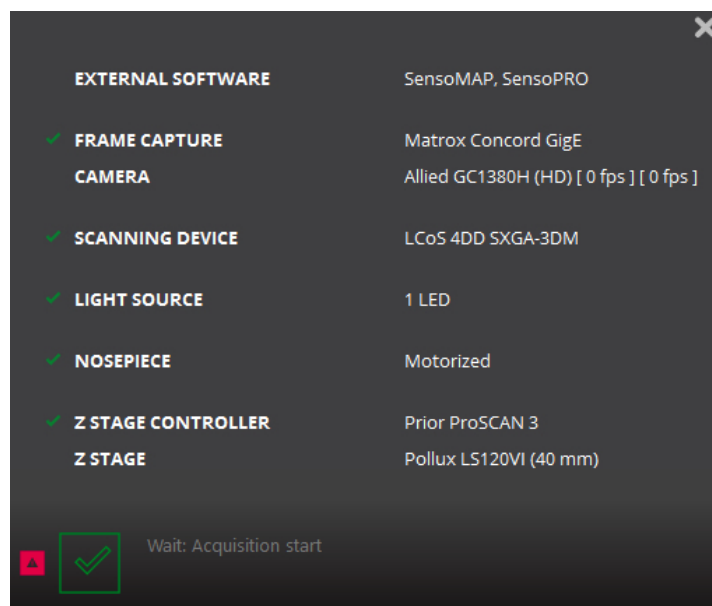 EXTERNAL SOFTWARE SensoMAP, SensoPRO
FRAME CAPTURE Matrox Concord GigE
CAMERA Allied GC1380H (HD) [ 0 fps ] [ 0 fps ]
SCANNING DEVICE LCoS 4DD SXGA-3DM
LIGHT SOURCE 1 LED
NOSEPIECE Motorized
Z STAGE CONTROLLER Prior ProSCAN 3
Z STAGE Pollux LS120VI (40 mm)
Wait: Acquisition start